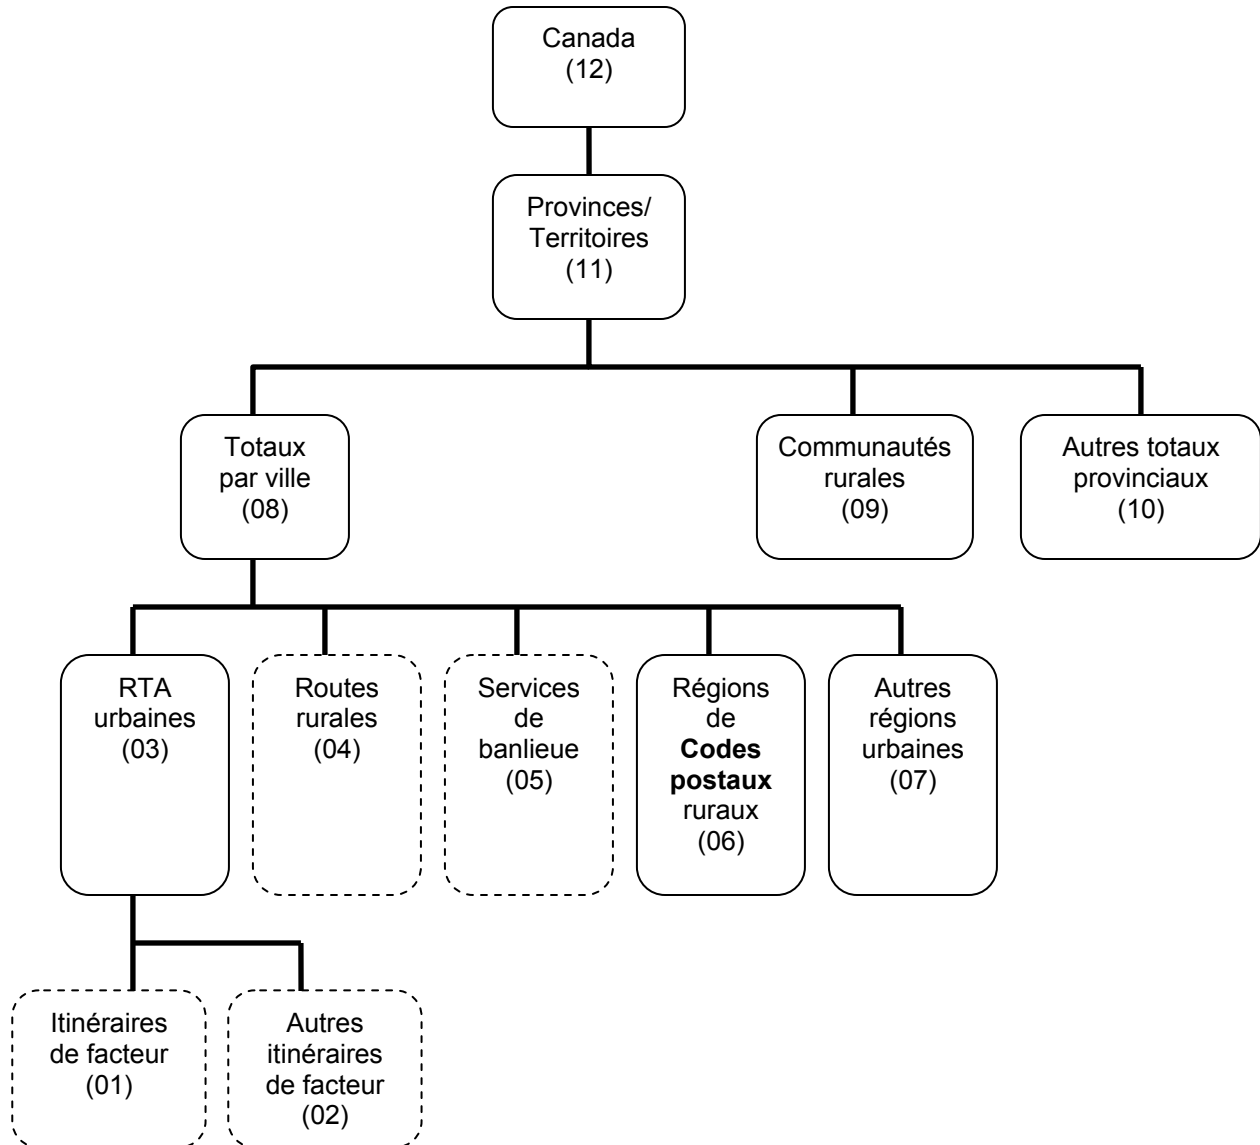 Canada
(12)
Provinces/
Territoires
(11)
Totaux
par ville
(08)
Communautés
rurales
(09)
Autres totaux
provinciaux
(10)
RTA
urbaines
(03)
Routes
rurales
(04)
Services
de
banlieue
(05)
Régions
de
Codes
postaux
ruraux
(06)
Autres
régions
urbaines
(07)
Itinéraires
de facteur
(01)
Autres
itinéraires
de facteur
(02)